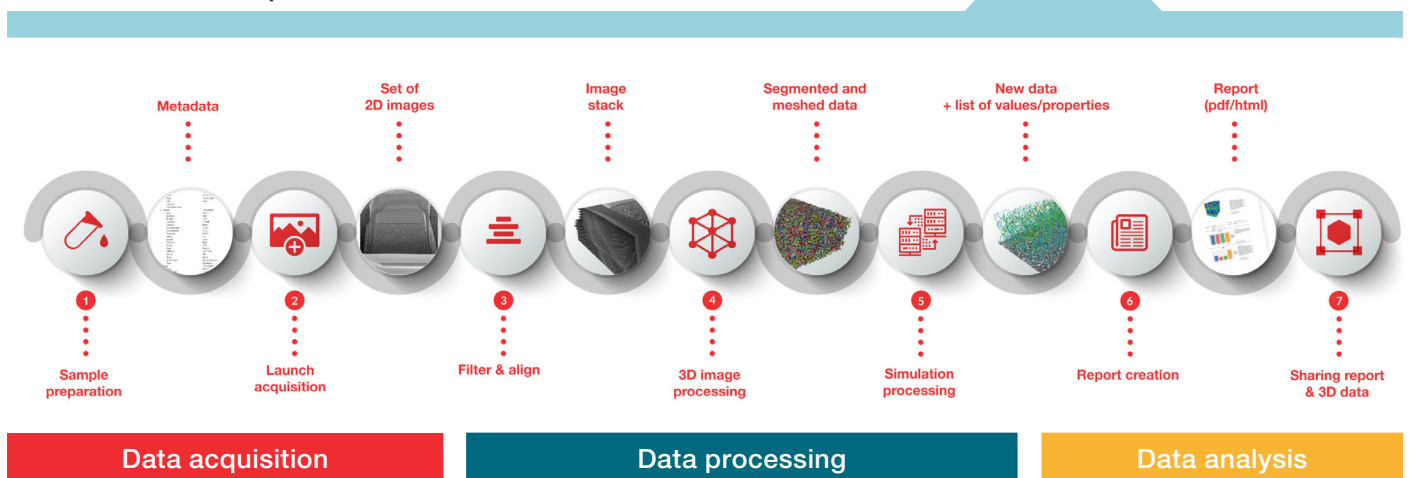 Metadata
Set of
2D images
Image
stack
Segmented and
meshed data
New data
+ list of values/properties
Report
(pdf/html)
1
2
3
4
5
6
7
Sample
preparation
Launch
acquisition
Filter & align
3D image
processing
Simulation
processing
Report creation
Sharing report
& 3D data
Data acquisition
Data processing
Data analysis